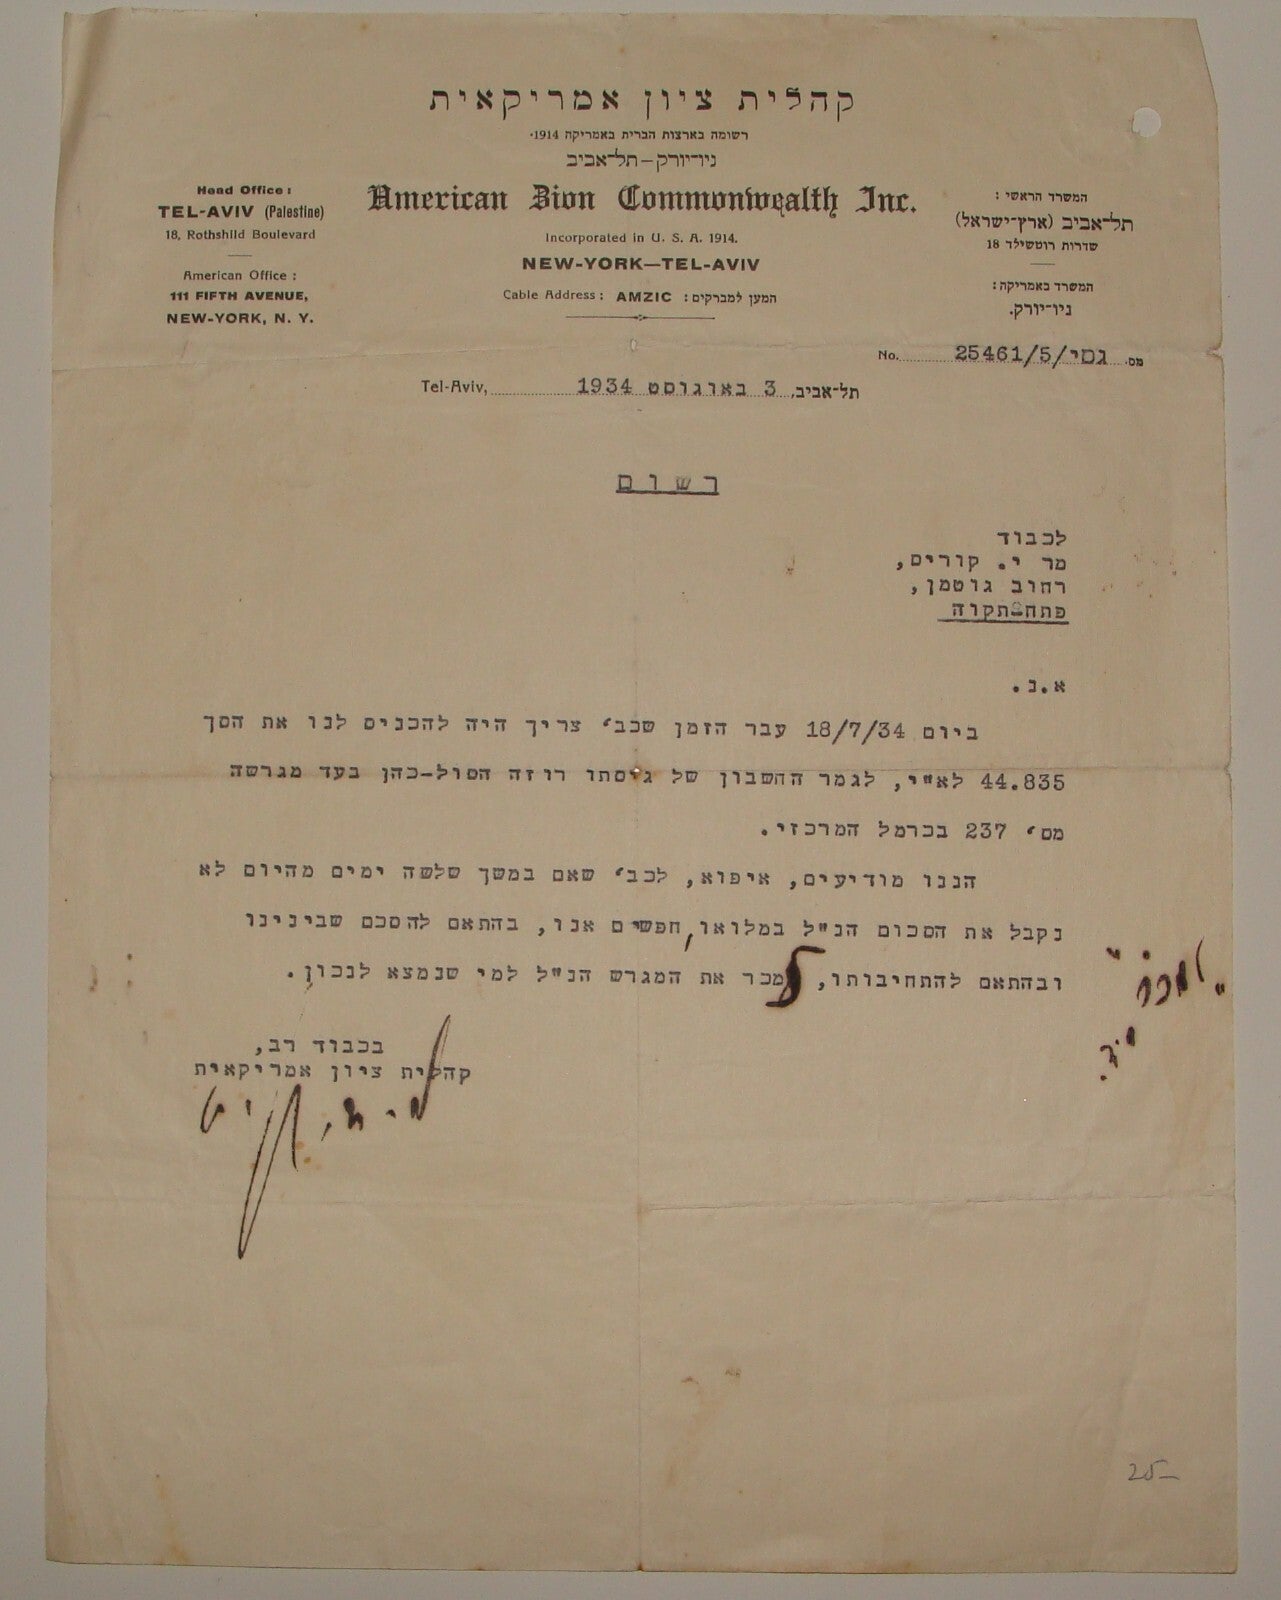 קהלית ציון אמריקאית
רשומה בארצות הברית באמריקה 1914.
ניו־יורק—תל־אביב
American Zion Commonwealth Inc.
Incorporated in U. S. A. 1914.
NEW-YORK—TEL-AVIV
Cable Address: AMZIC :המען למברקים
Head Office:
TEL-AVIV (Palestine)
18, Rothshild Boulevard
American Office:
111 FIFTH AVENUE,
NEW-YORK, N. Y.
המשרד הראשי:
תל־אביב (ארץ־ישראל)
שדרות רוטשילד 18
המשרד באמריקה:
ניו־יורק.
No. גמי/5/25461 מס.
Tel-Aviv, 3 באוגוסט 1934 תל־אביב,
רשום
לכבוד
מר י. קורים,
רחוב גוטמן,
פתח־תקוה
א.נ.
ביום 18/7/34 עבר הזמן שכב' צריך היה להכניס לנו את הסך
44.835 לא"י, לגמר החשבון של גיסתו רוזה הסול-כהן בעד מגרשה
מס' 237 בכרמל המרכזי.
הננו מודיעים, איפוא, לכב' שאם במשך שלשה ימים מהיום לא
נקבל את הסכום הנ"ל במלואו, חפשים אנו, בהתאם להסכם שבינינו
ובהתאם להתחיבותו, למכר את המגרש הנ"ל למי שנמצא לנכון.
"למכר"
בכבוד רב,
קהלית ציון אמריקאית
25—